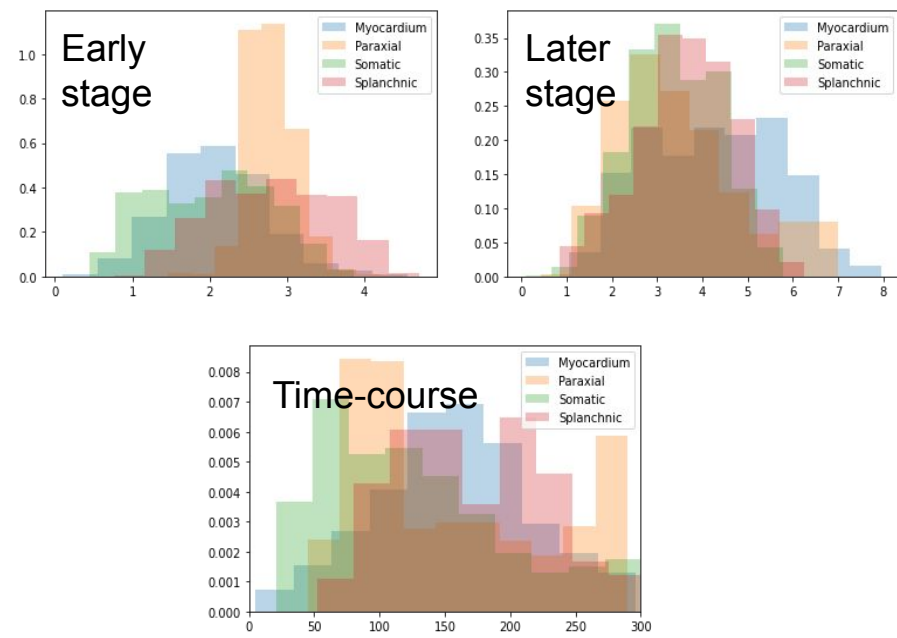 Early
stage
Myocardium
Paraxial
Somatic
Splanchnic
1.0
0.8
0.6
0.4
0.2
0.0
0 1 2 3 4
Later
stage
Myocardium
Paraxial
Somatic
Splanchnic
0.35
0.30
0.25
0.20
0.15
0.10
0.05
0.00
0 1 2 3 4 5 6 7 8
Time-course
Myocardium
Paraxial
Somatic
Splanchnic
0.008
0.007
0.006
0.005
0.004
0.003
0.002
0.001
0.000
0 50 100 150 200 250 300